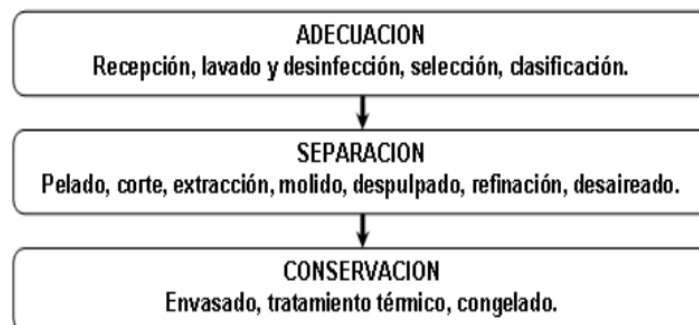 ADECUACION
Recepción, lavado y desinfección, selección, clasificación.
SEPARACION
Pelado, corte, extracción, molido, despulpado, refinación, desaireado.
CONSERVACION
Envasado, tratamiento térmico, congelado.